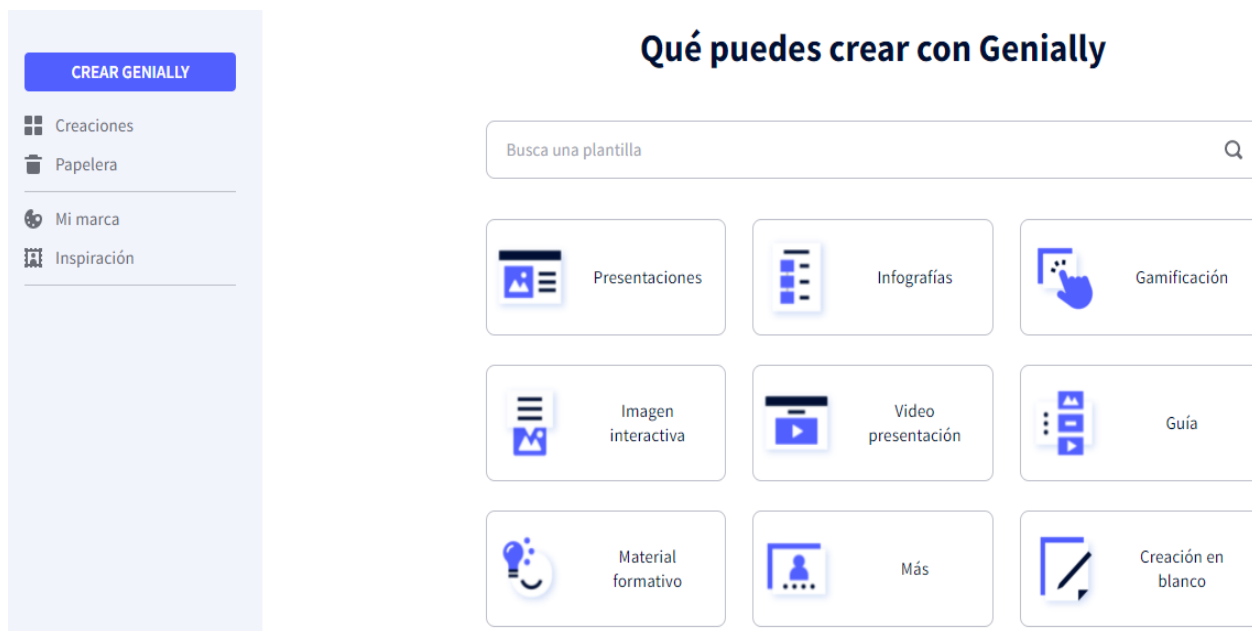 CREAR GENIALLY
Creaciones
Papelera
Mi marca
Inspiración
Qué puedes crear con Genially
Busca una plantilla
Presentaciones
Infografías
Gamificación
Imagen
interactiva
Video
presentación
Guía
Material
formativo
Más
Creación en
blanco